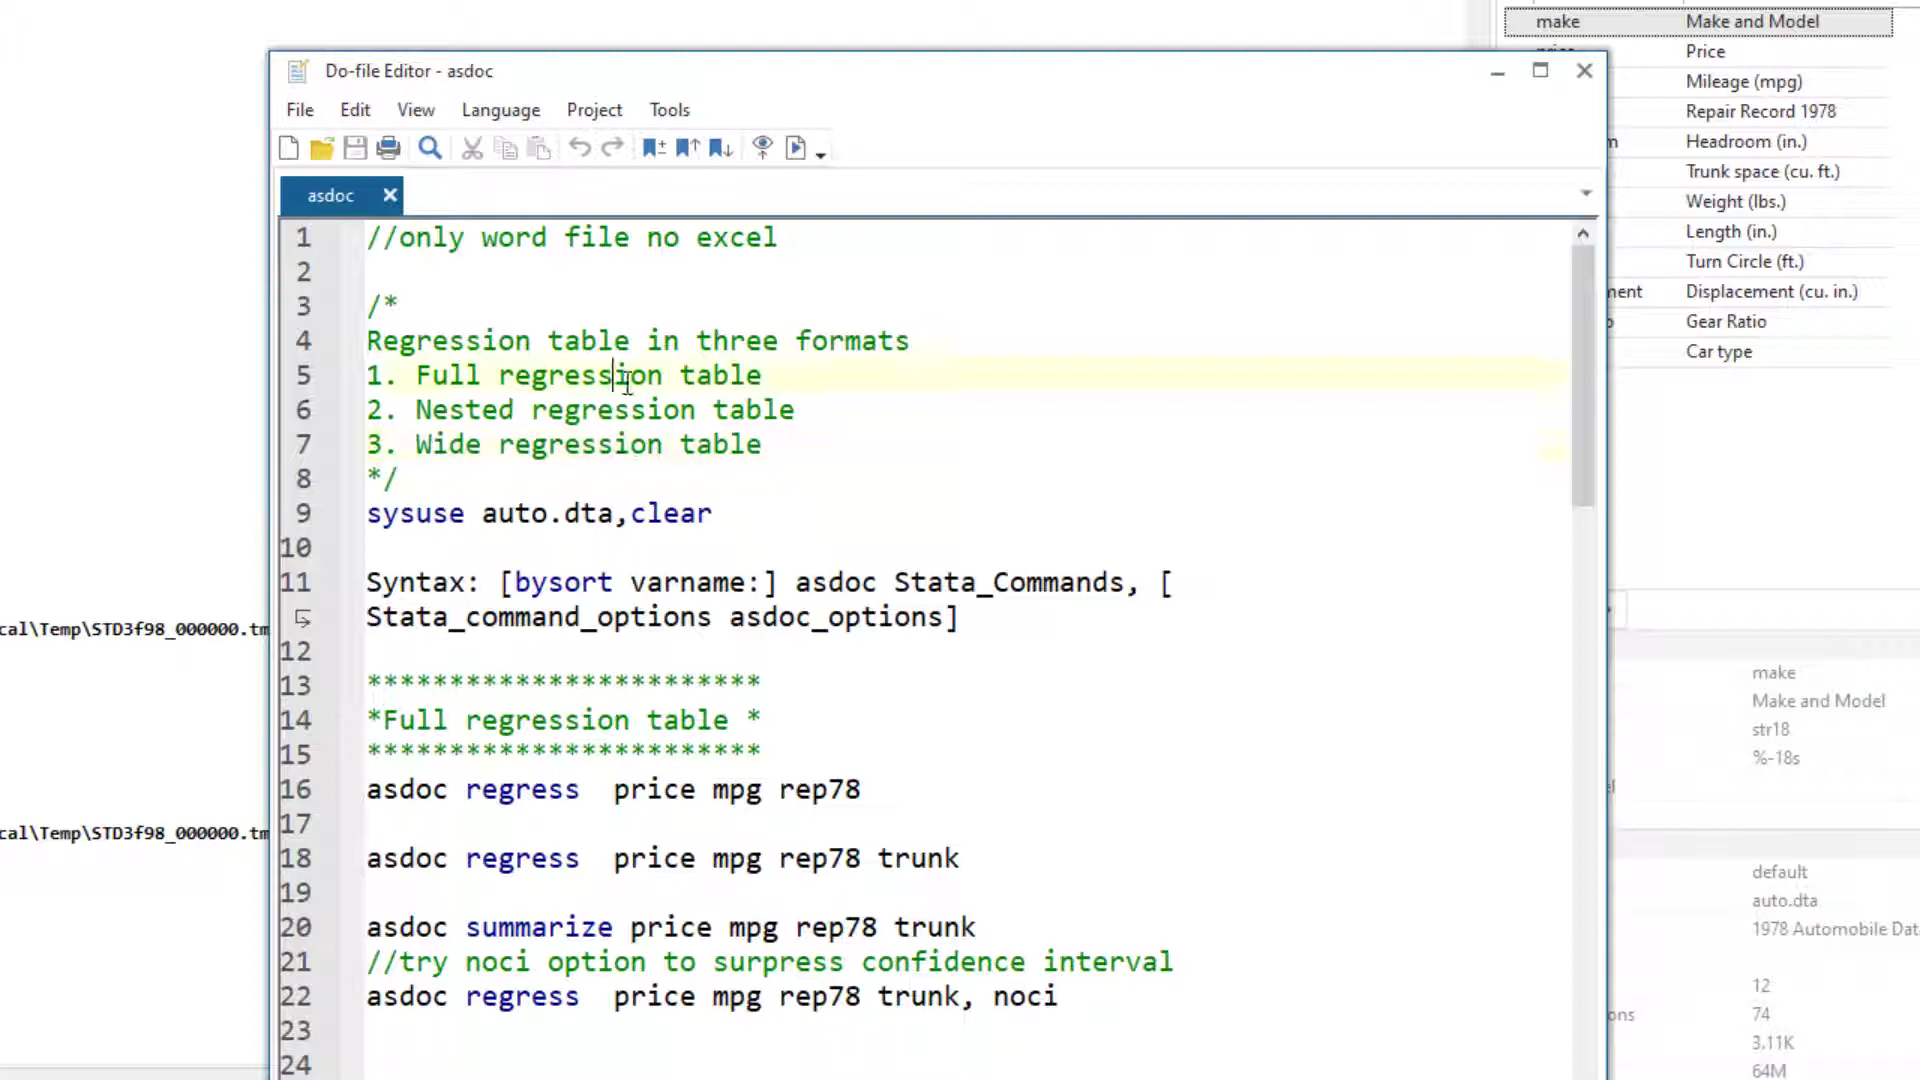 make Make and Model
Price
Do-file Editor - asdoc
Mileage (mpg)
File Edit View Language Project Tools
Repair Record 1978
Headroom (in.)
Trunk space (cu. ft.)
asdoc
Weight (lbs.)
Length (in.)
Turn Circle (ft.)
Displacement (cu. in.)
Gear Ratio
Car type
1 //only word file no excel
2
3 /*
4 Regression table in three formats
5 1. Full regression table
6 2. Nested regression table
7 3. Wide regression table
8 */
9 sysuse auto.dta,clear
10
11 Syntax: [bysort varname:] asdoc Stata_Commands, [
Stata_command_options asdoc_options]
12
13 ************************
14 *Full regression table *
15 ************************
16 asdoc regress  price mpg rep78
17
18 asdoc regress  price mpg rep78 trunk
19
20 asdoc summarize price mpg rep78 trunk
21 //try noci option to surpress confidence interval
22 asdoc regress  price mpg rep78 trunk, noci
23
24
cal\Temp\STD3f98_000000.tm
cal\Temp\STD3f98_000000.tm
make
Make and Model
str18
%-18s
default
auto.dta
1978 Automobile Dat
12
ons 74
3.11K
64M